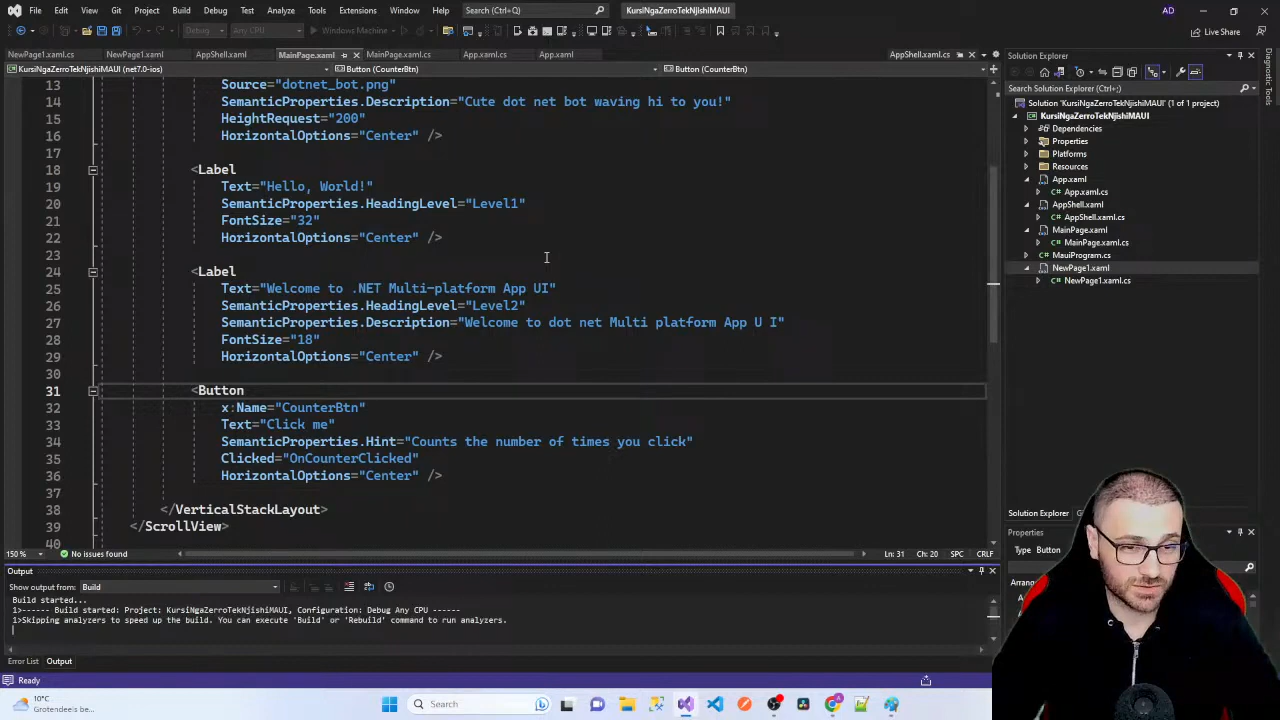 File Edit View Git Project Build Debug Test Analyze Tools Extensions Window Help Search (Ctrl+Q) KursiNgaZerroTekNjishiMAUI AD
Debug Any CPU Windows Machine Live Share
NewPage1.xaml.cs NewPage1.xaml AppShell.xaml MainPage.xaml MainPage.xaml.cs App.xaml.cs App.xaml AppShell.xaml.cs
KursiNgaZerroTekNjishiMAUI (net7.0-ios) Button (CounterBtn) Button (CounterBtn)
13 Source="dotnet_bot.png"
14 SemanticProperties.Description="Cute dot net bot waving hi to you!"
15 HeightRequest="200"
16 HorizontalOptions="Center" />
17
18 <Label
19 Text="Hello, World!"
20 SemanticProperties.HeadingLevel="Level1"
21 FontSize="32"
22 HorizontalOptions="Center" />
23
24 <Label
25 Text="Welcome to .NET Multi-platform App UI"
26 SemanticProperties.HeadingLevel="Level2"
27 SemanticProperties.Description="Welcome to dot net Multi platform App U I"
28 FontSize="18"
29 HorizontalOptions="Center" />
30
31 <Button
32 x:Name="CounterBtn"
33 Text="Click me"
34 SemanticProperties.Hint="Counts the number of times you click"
35 Clicked="OnCounterClicked"
36 HorizontalOptions="Center" />
37
38 </VerticalStackLayout>
39 </ScrollView>
40
150 % No issues found Ln: 31 Ch: 20 SPC CRLF
Output
Show output from: Build
Build started...
1>------ Build started: Project: KursiNgaZerroTekNjishiMAUI, Configuration: Debug Any CPU ------
1>Skipping analyzers to speed up the build. You can execute 'Build' or 'Rebuild' command to run analyzers.
Error List Output
Ready
Solution Explorer
Search Solution Explorer (Ctrl+;)
Solution 'KursiNgaZerroTekNjishiMAUI' (1 of 1 project)
KursiNgaZerroTekNjishiMAUI
Dependencies
Properties
Platforms
Resources
App.xaml
App.xaml.cs
AppShell.xaml
AppShell.xaml.cs
MainPage.xaml
MainPage.xaml.cs
MauiProgram.cs
NewPage1.xaml
NewPage1.xaml.cs
Solution Explorer
Properties
Type Button
Diagnostic Tools
10°C
Grotendeels be...
Search